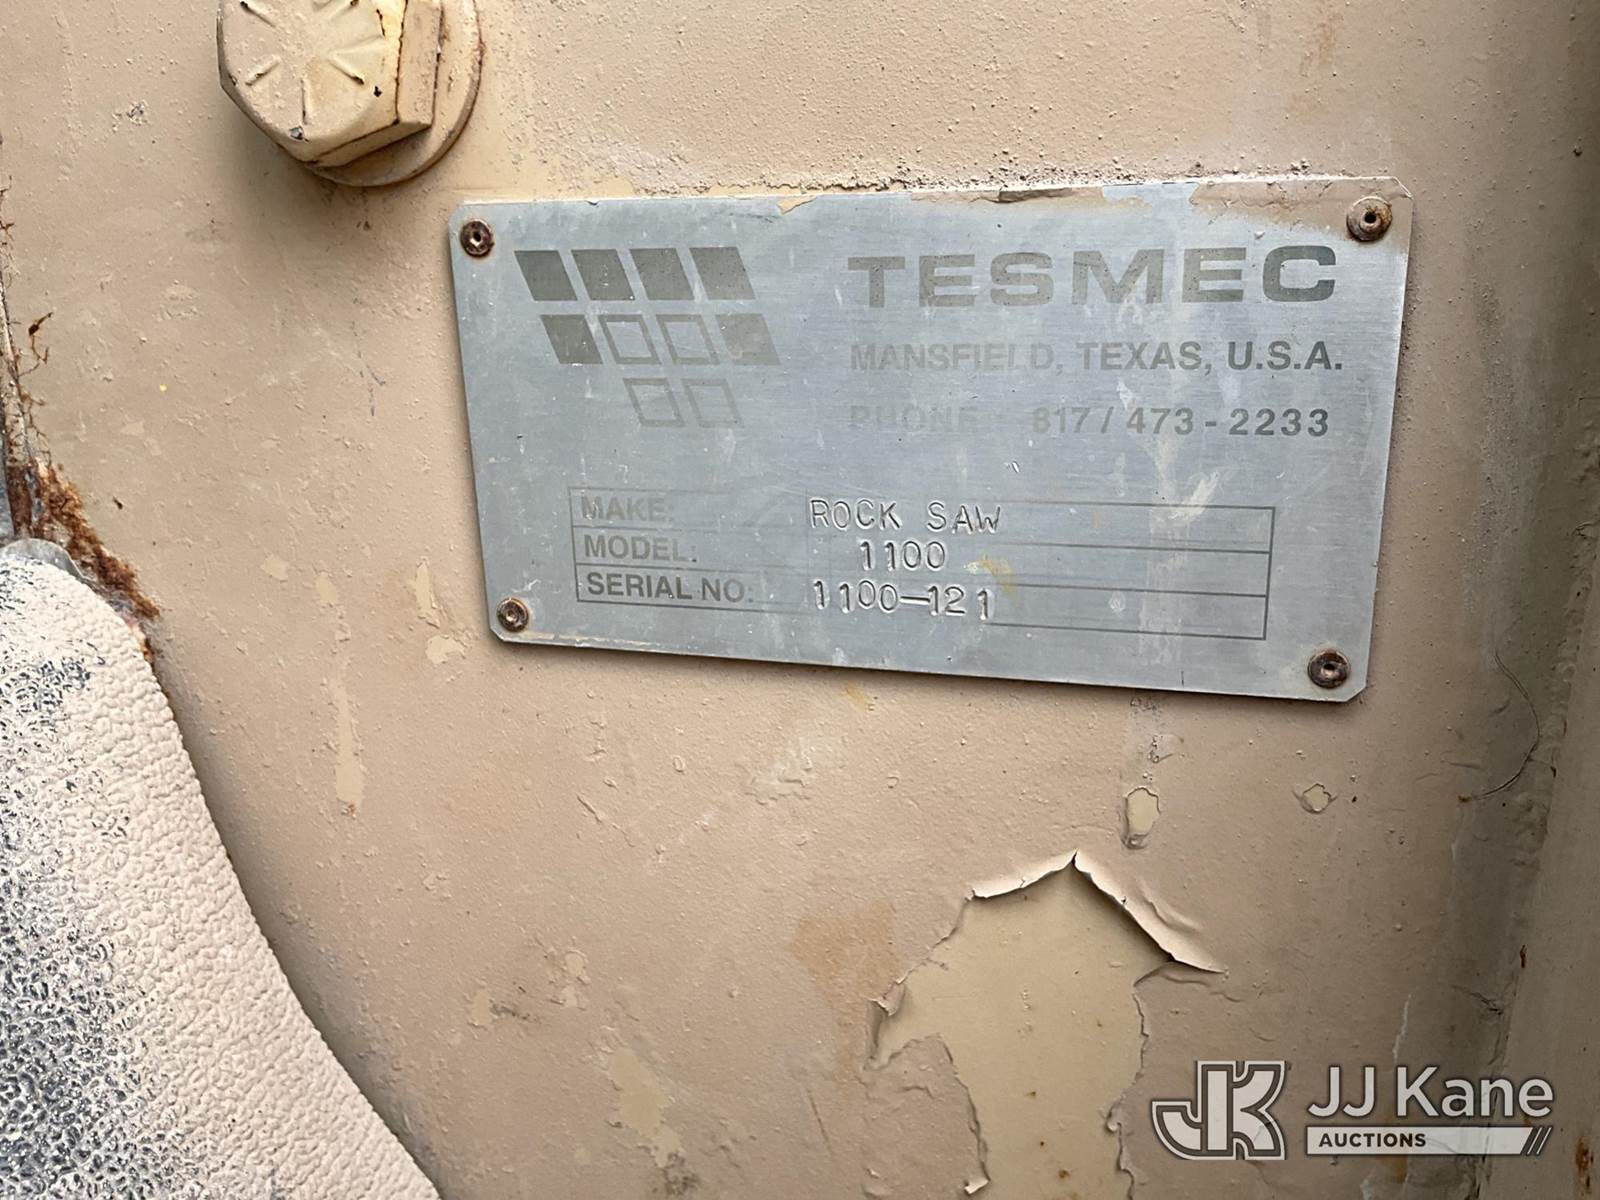 TESMEC
MANSFIELD, TEXAS, U.S.A.
PHONE: 817 / 473 - 2233
MAKE: ROCK SAW
MODEL: 1100
SERIAL NO: 1100-121
JJ Kane
AUCTIONS